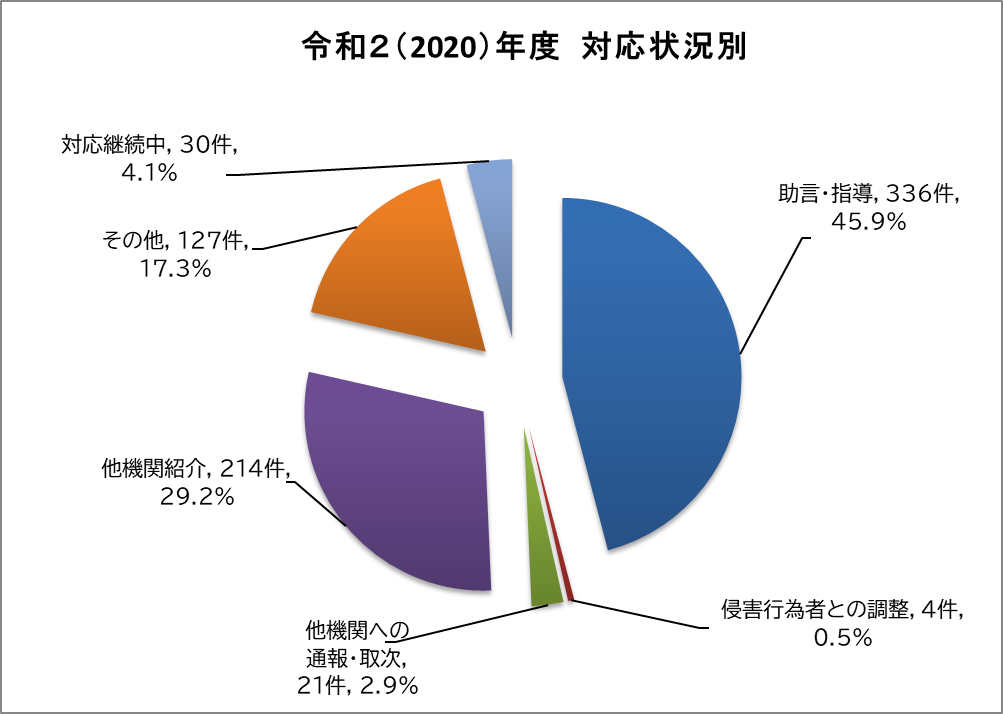 令和２（2020）年度　対応状況別
対応継続中, 30件,
4.1%
助言・指導, 336件,
45.9%
その他, 127件,
17.3%
他機関紹介, 214件,
29.2%
侵害行為者との調整, 4件,
0.5%
他機関への
通報・取次,
21件, 2.9%